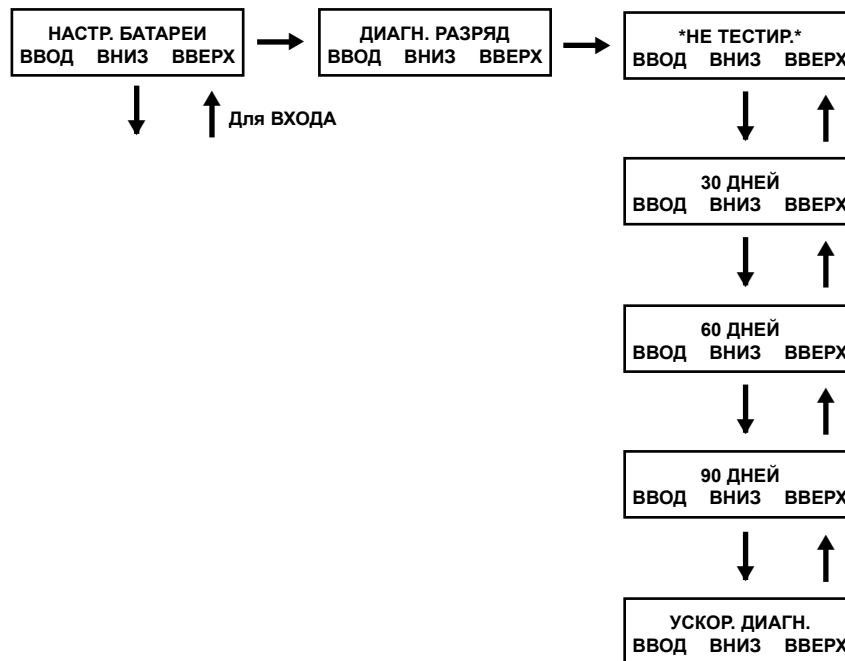 НАСТР. БАТАРЕИ
ВВОД ВНИЗ ВВЕРХ
ДИАГН. РАЗРЯД
ВВОД ВНИЗ ВВЕРХ
*НЕ ТЕСТИР.*
ВВОД ВНИЗ ВВЕРХ
Для ВХОДА
30 ДНЕЙ
ВВОД ВНИЗ ВВЕРХ
60 ДНЕЙ
ВВОД ВНИЗ ВВЕРХ
90 ДНЕЙ
ВВОД ВНИЗ ВВЕРХ
УСКОР. ДИАГН.
ВВОД ВНИЗ ВВЕРХ